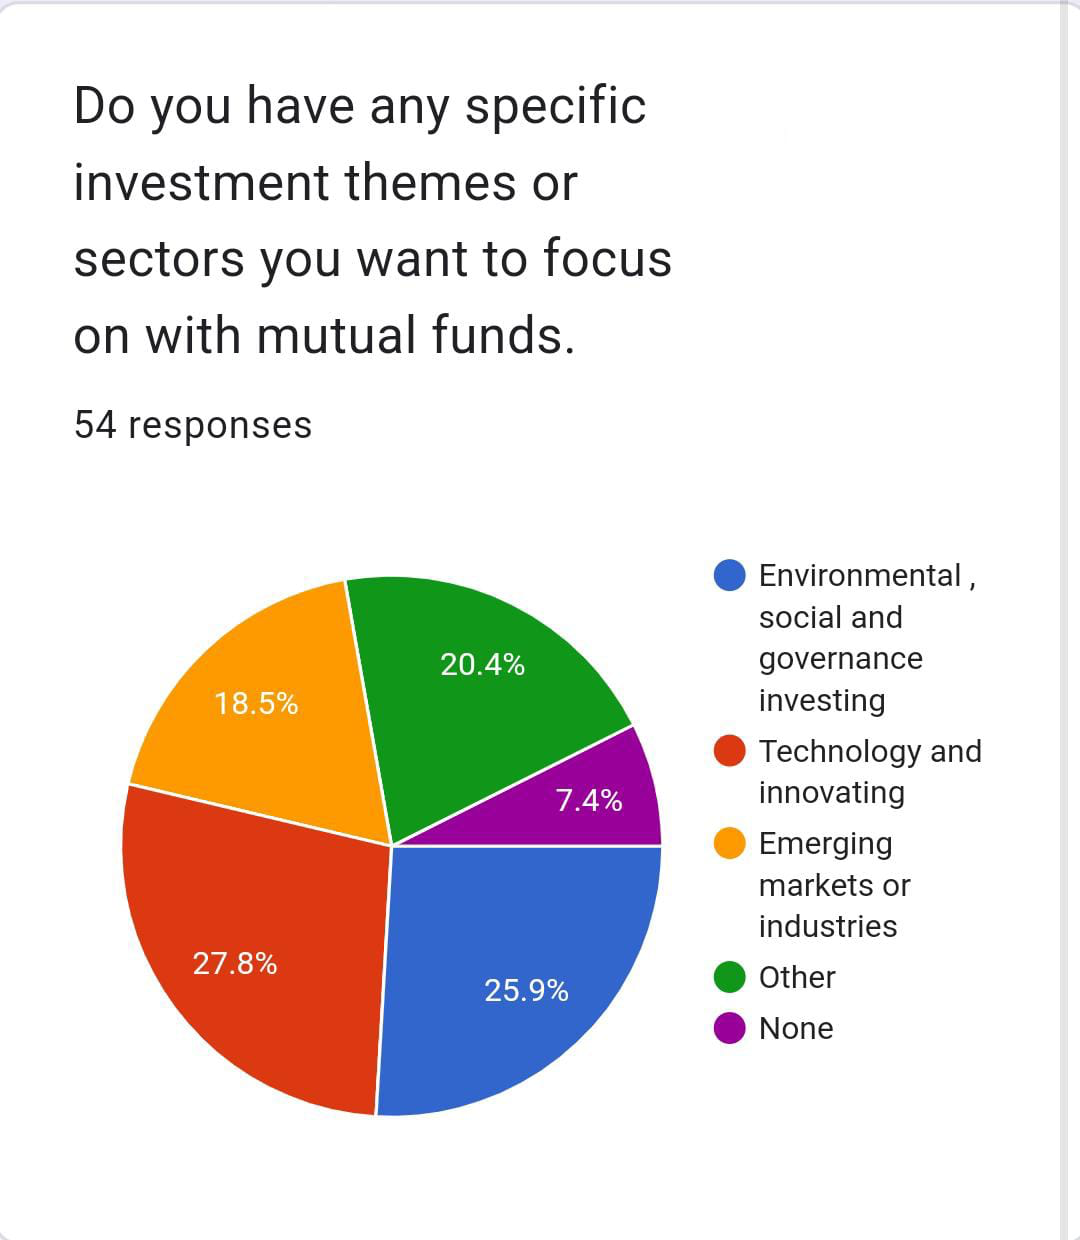 Do you have any specific
investment themes or
sectors you want to focus
on with mutual funds.
54 responses
20.4%
18.5%
7.4%
27.8%
25.9%
Environmental ,
social and
governance
investing
Technology and
innovating
Emerging
markets or
industries
Other
None